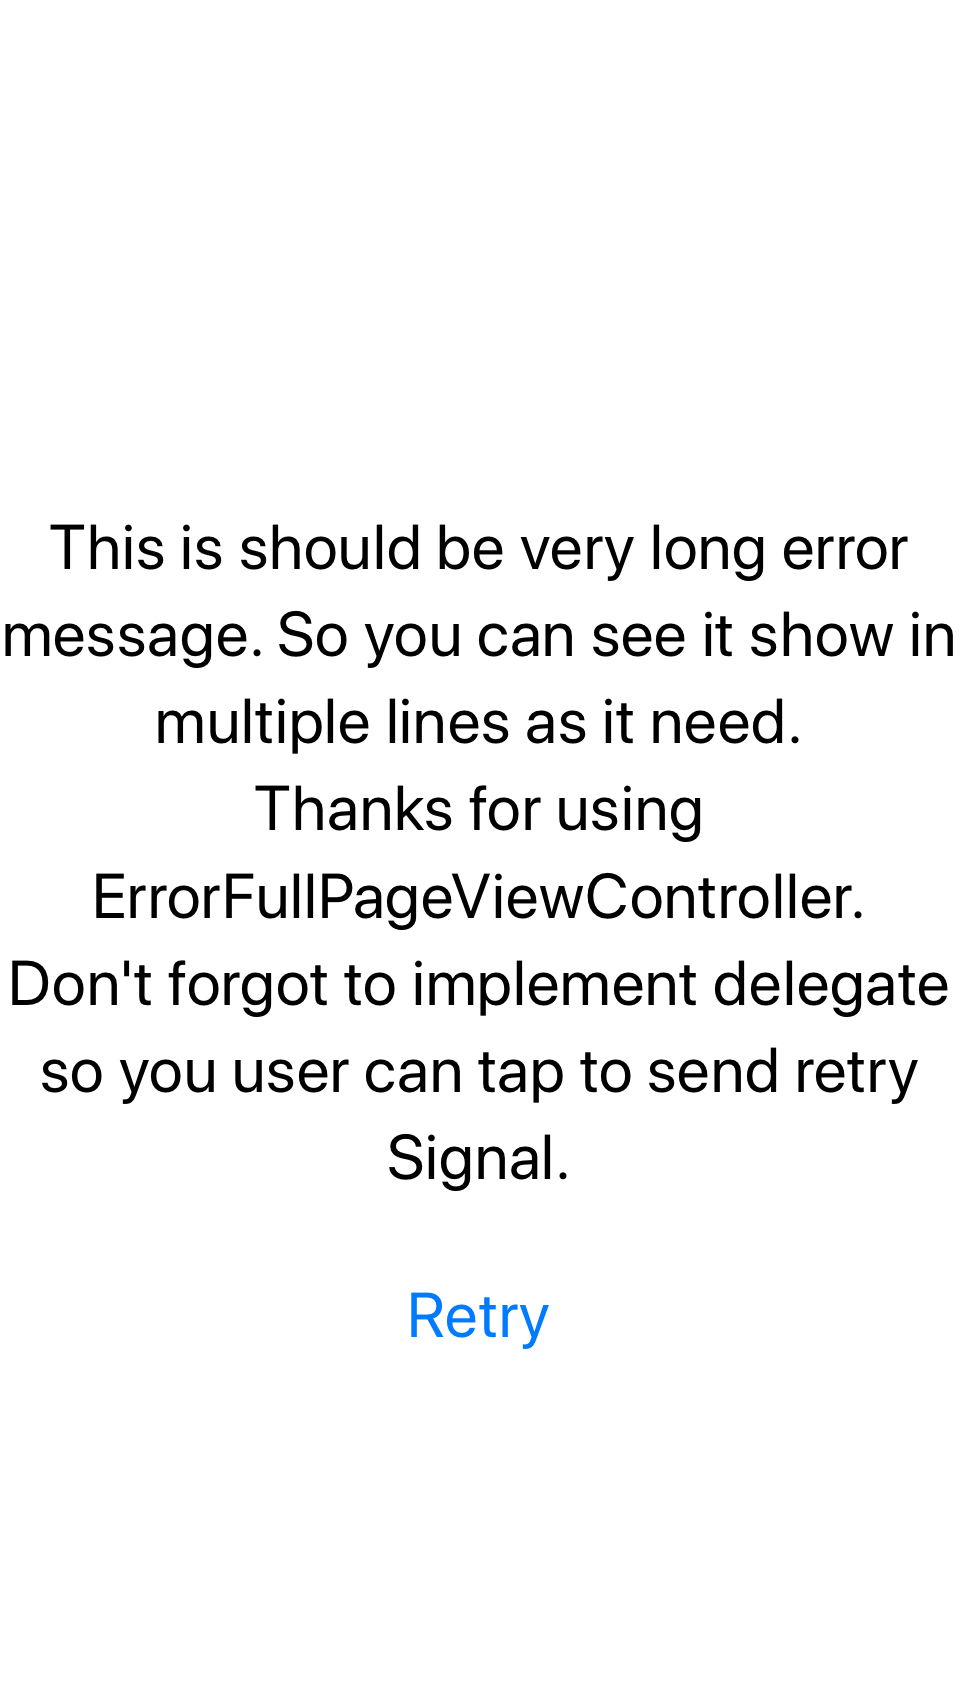 This is should be very long error
message. So you can see it show in
multiple lines as it need.
Thanks for using
ErrorFullPageViewController.
Don't forgot to implement delegate
so you user can tap to send retry
Signal.
Retry